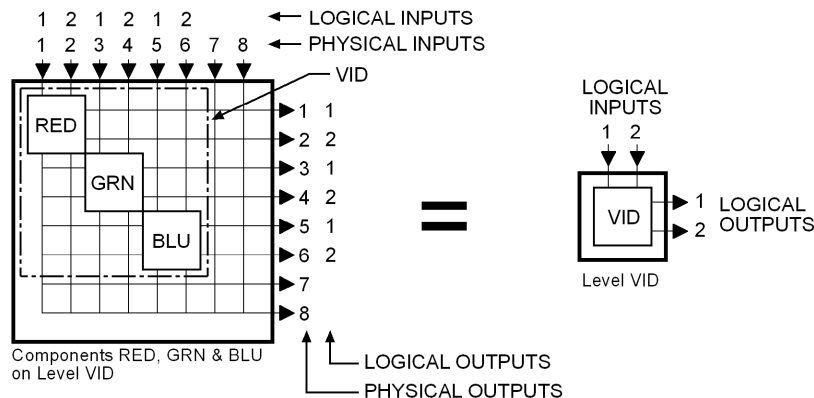 1 2 1 2 1 2 LOGICAL INPUTS
1 2 3 4 5 6 7 8 PHYSICAL INPUTS
VID
RED
GRN
BLU
1 1
2 2
3 1
4 2
5 1
6 2
7
8
Components RED, GRN & BLU
on Level VID
LOGICAL OUTPUTS
PHYSICAL OUTPUTS
=
LOGICAL
INPUTS
1 2
VID
1
2
LOGICAL
OUTPUTS
Level VID